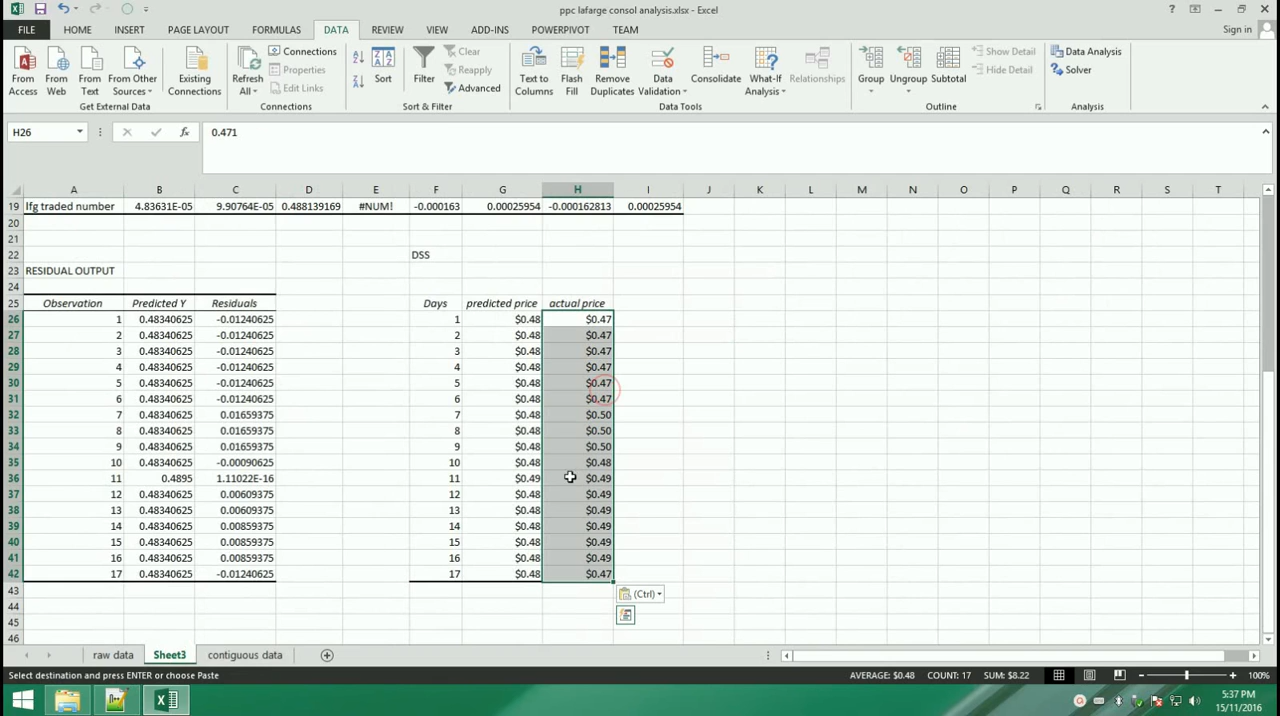 ppc lafarge consol analysis.xlsx - Excel
FILE HOME INSERT PAGE LAYOUT FORMULAS DATA REVIEW VIEW ADD-INS POWERPIVOT TEAM Sign in
From Access
From Web
From Text
From Other Sources
Existing Connections
Get External Data
Refresh All
Connections
Properties
Edit Links
Connections
Sort
Filter
Clear
Reapply
Advanced
Sort & Filter
Text to Columns
Flash Fill
Remove Duplicates
Data Validation
Consolidate
What-If Analysis
Relationships
Data Tools
Group
Ungroup
Subtotal
Show Detail
Hide Detail
Outline
Data Analysis
Solver
Analysis
H26 fx 0.471
A B C D E F G H I J K L M N O P Q R S T
19 lfg traded number 4.83631E-05 9.90764E-05 0.488139169 #NUM! -0.000163 0.00025954 -0.000162813 0.00025954
20
21
22 DSS
23 RESIDUAL OUTPUT
24
25 Observation Predicted Y Residuals Days predicted price actual price
26 1 0.48340625 -0.01240625 1 $0.48 $0.47
27 2 0.48340625 -0.01240625 2 $0.48 $0.47
28 3 0.48340625 -0.01240625 3 $0.48 $0.47
29 4 0.48340625 -0.01240625 4 $0.48 $0.47
30 5 0.48340625 -0.01240625 5 $0.48 $0.47
31 6 0.48340625 -0.01240625 6 $0.48 $0.47
32 7 0.48340625 0.01659375 7 $0.48 $0.50
33 8 0.48340625 0.01659375 8 $0.48 $0.50
34 9 0.48340625 0.01659375 9 $0.48 $0.50
35 10 0.48340625 -0.00090625 10 $0.48 $0.48
36 11 0.4895 1.11022E-16 11 $0.49 $0.49
37 12 0.48340625 0.00609375 12 $0.48 $0.49
38 13 0.48340625 0.00609375 13 $0.48 $0.49
39 14 0.48340625 0.00859375 14 $0.48 $0.49
40 15 0.48340625 0.00859375 15 $0.48 $0.49
41 16 0.48340625 0.00859375 16 $0.48 $0.49
42 17 0.48340625 -0.01240625 17 $0.48 $0.47
43 (Ctrl)
44
45
46
raw data Sheet3 contiguous data
Select destination and press ENTER or choose Paste AVERAGE: $0.48 COUNT: 17 SUM: $8.22 100%
5:37 PM
15/11/2016